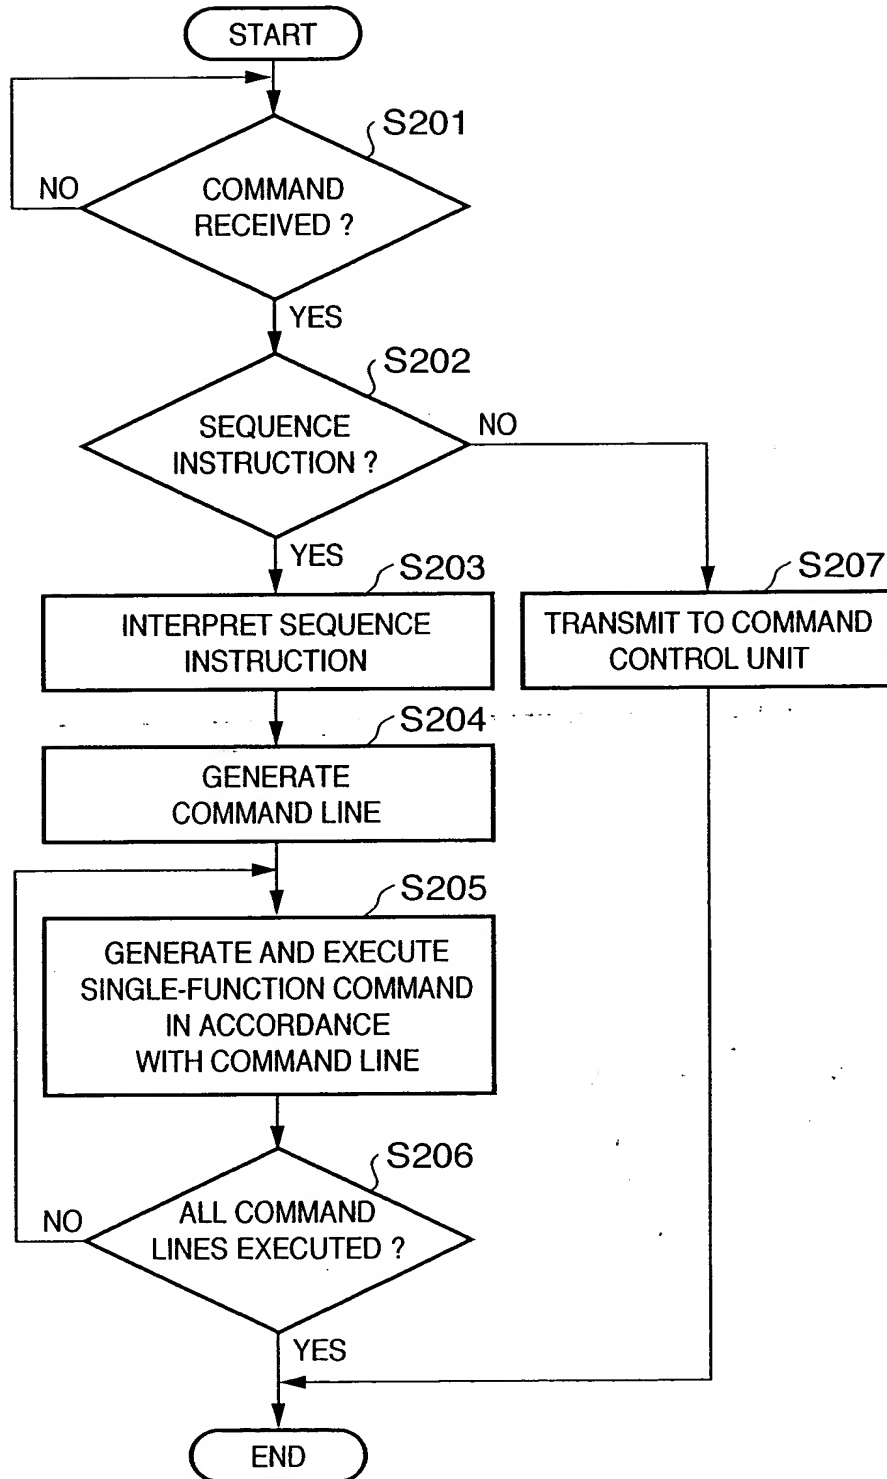 START
S201
NO
COMMAND
RECEIVED ?
YES
S202
SEQUENCE
INSTRUCTION ?
NO
YES
S203
INTERPRET SEQUENCE
INSTRUCTION
S207
TRANSMIT TO COMMAND
CONTROL UNIT
S204
GENERATE
COMMAND LINE
S205
GENERATE AND EXECUTE
SINGLE-FUNCTION COMMAND
IN ACCORDANCE
WITH COMMAND LINE
S206
NO
ALL COMMAND
LINES EXECUTED ?
YES
END